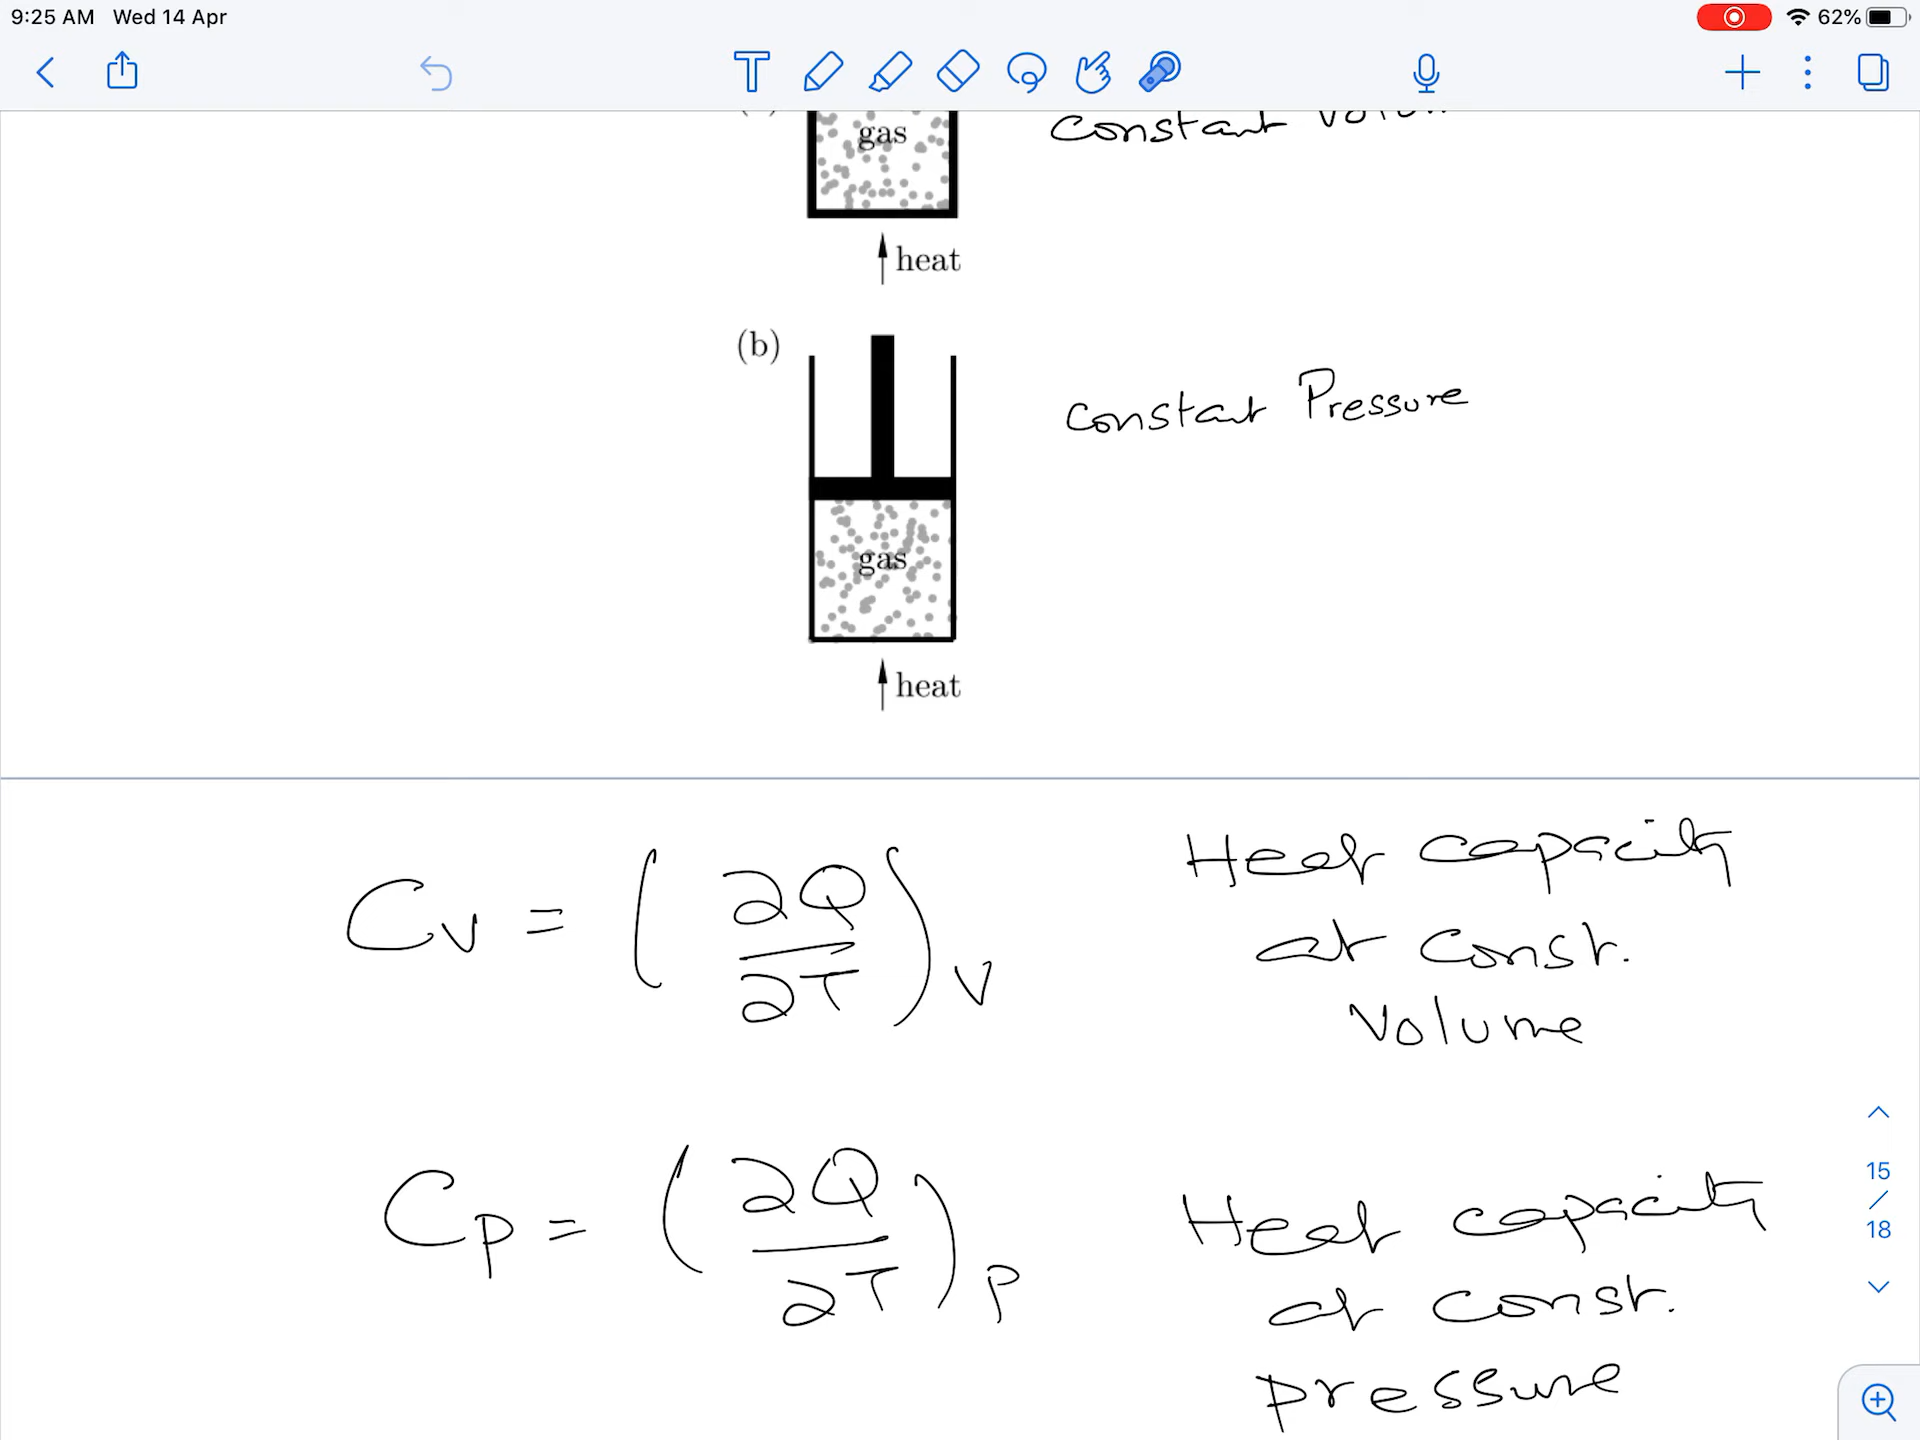 9:25 AM Wed 14 Apr
62%
gas
constant
heat
(b)
constant Pressure
gas
heat
Cv = (∂Q/∂T)v
Heat capacity
at const.
volume
Cp = (∂Q/∂T)p
Heat capacity
at const.
pressure
15
/
18